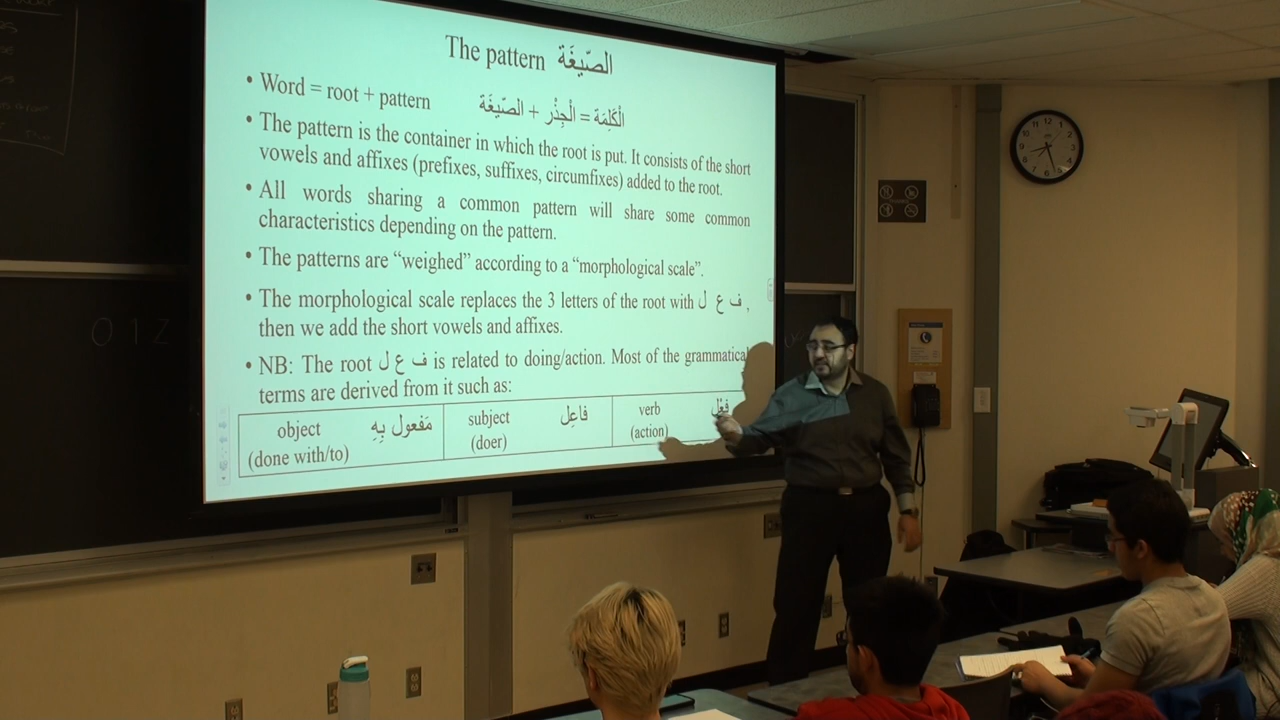 The pattern الصّيغَة
• Word = root + pattern الْكَلِمَة = الْجِذْر + الصّيغَة
• The pattern is the container in which the root is put. It consists of the short
vowels and affixes (prefixes, suffixes, circumfixes) added to the root.
• All words sharing a common pattern will share some common
characteristics depending on the pattern.
• The patterns are “weighed” according to a “morphological scale”.
• The morphological scale replaces the 3 letters of the root with ف ع ل ,
then we add the short vowels and affixes.
• NB: The root ف ع ل is related to doing/action. Most of the grammatical
terms are derived from it such as:
object مَفعول بِهِ subject فاعِل verb فِعْل
(done with/to) (doer) (action)
0 1 2